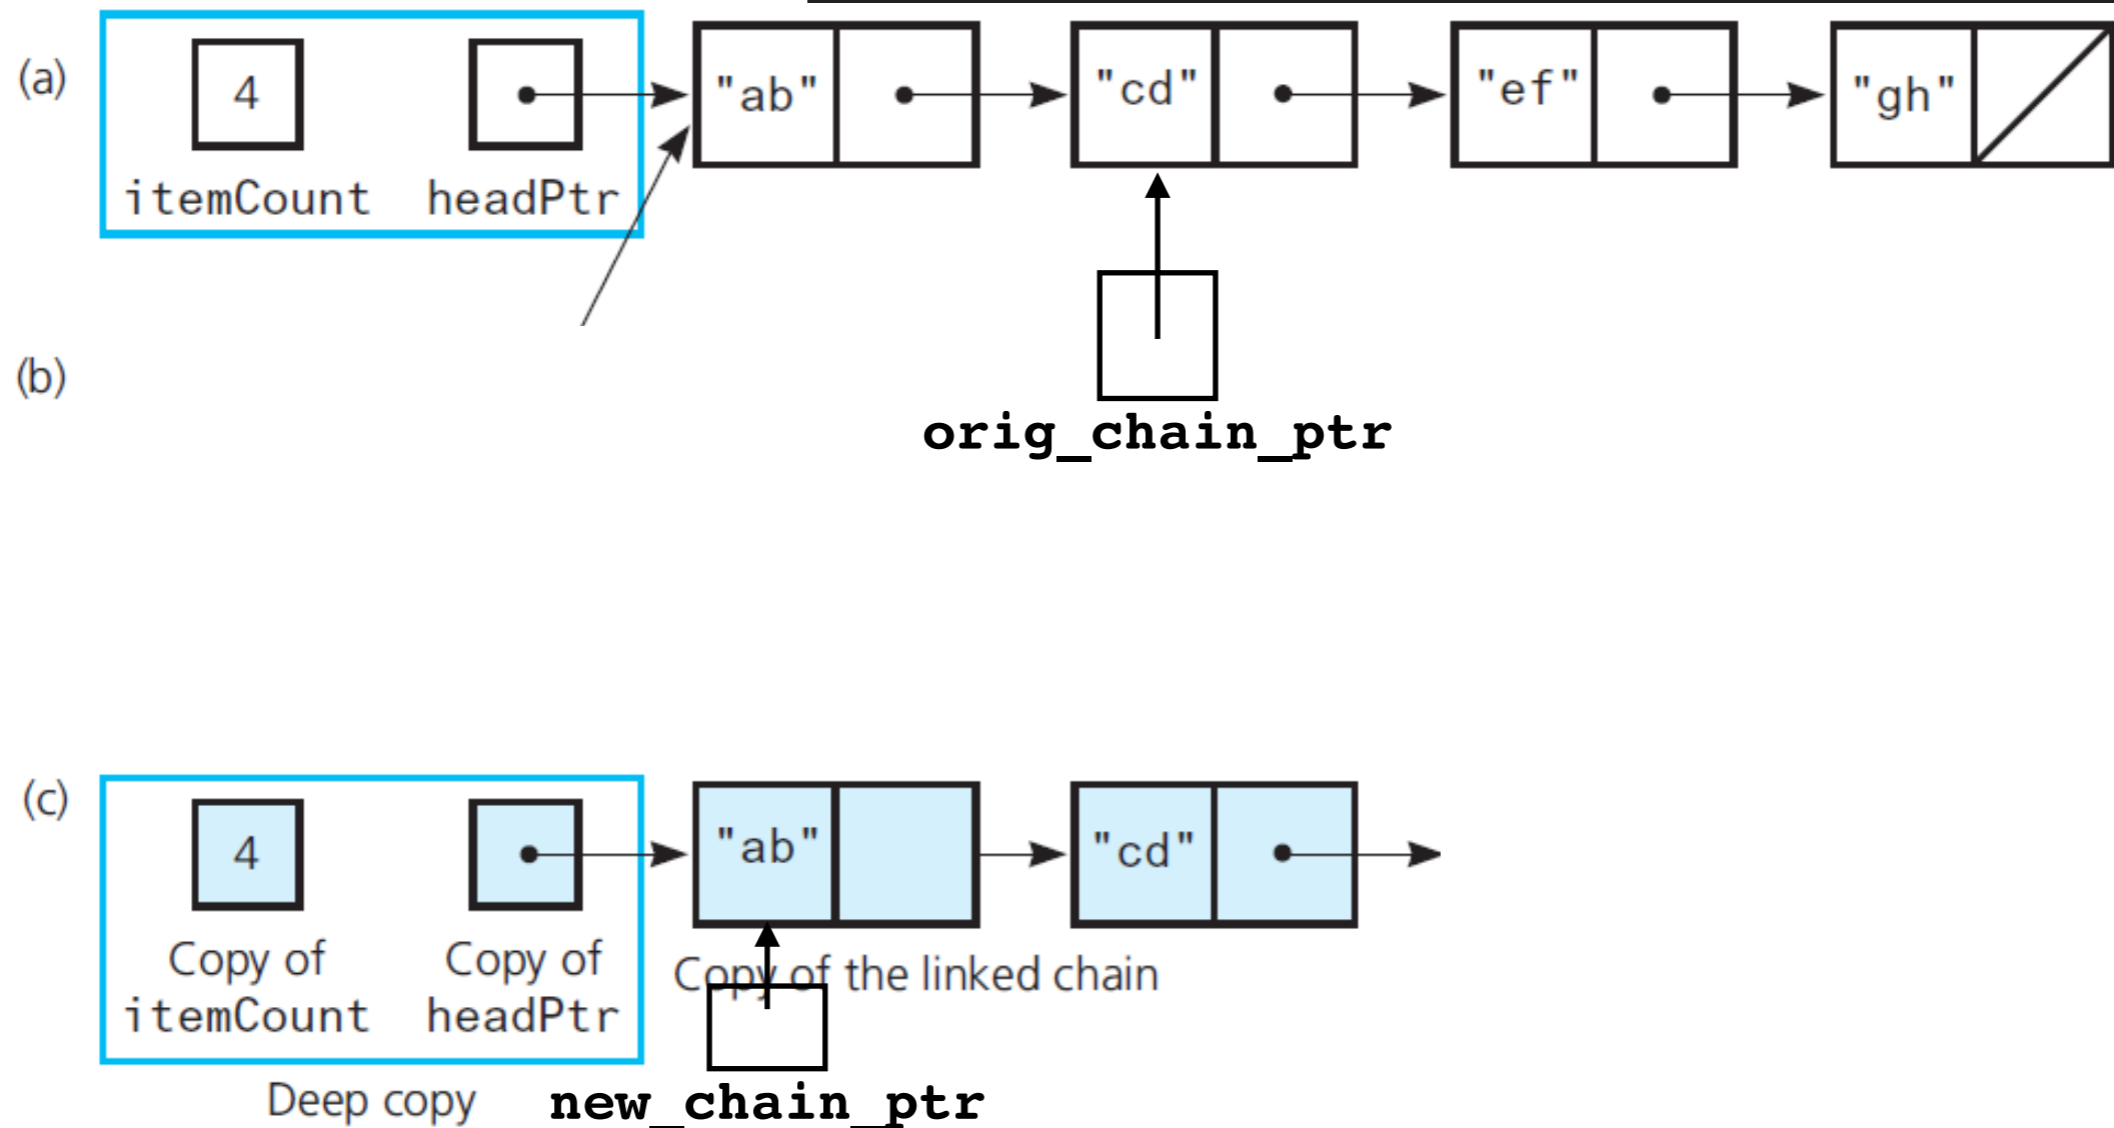 (a)
4
"ab"
"cd"
"ef"
"gh"
itemCount
headPtr
(b)
orig_chain_ptr
(c)
4
"ab"
"cd"
Copy of itemCount
Copy of headPtr
Copy of the linked chain
Deep copy
new_chain_ptr